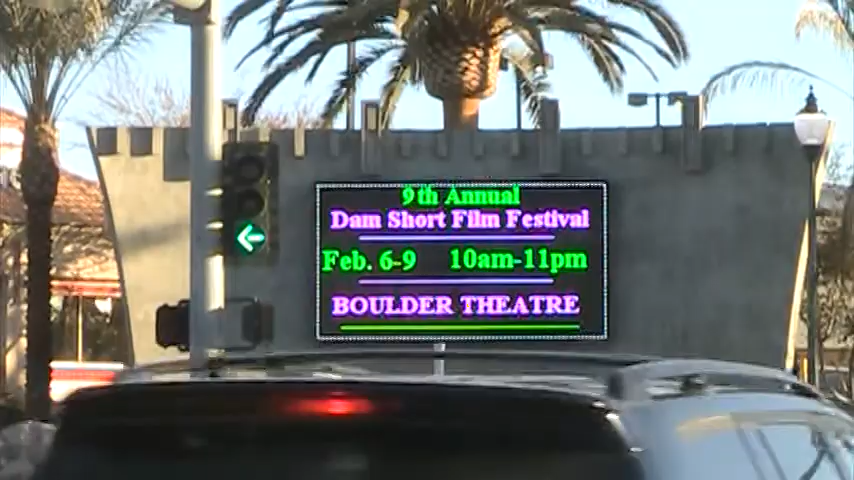 9th Annual
Dam Short Film Festival
Feb. 6-9 10am-11pm
BOULDER THEATRE